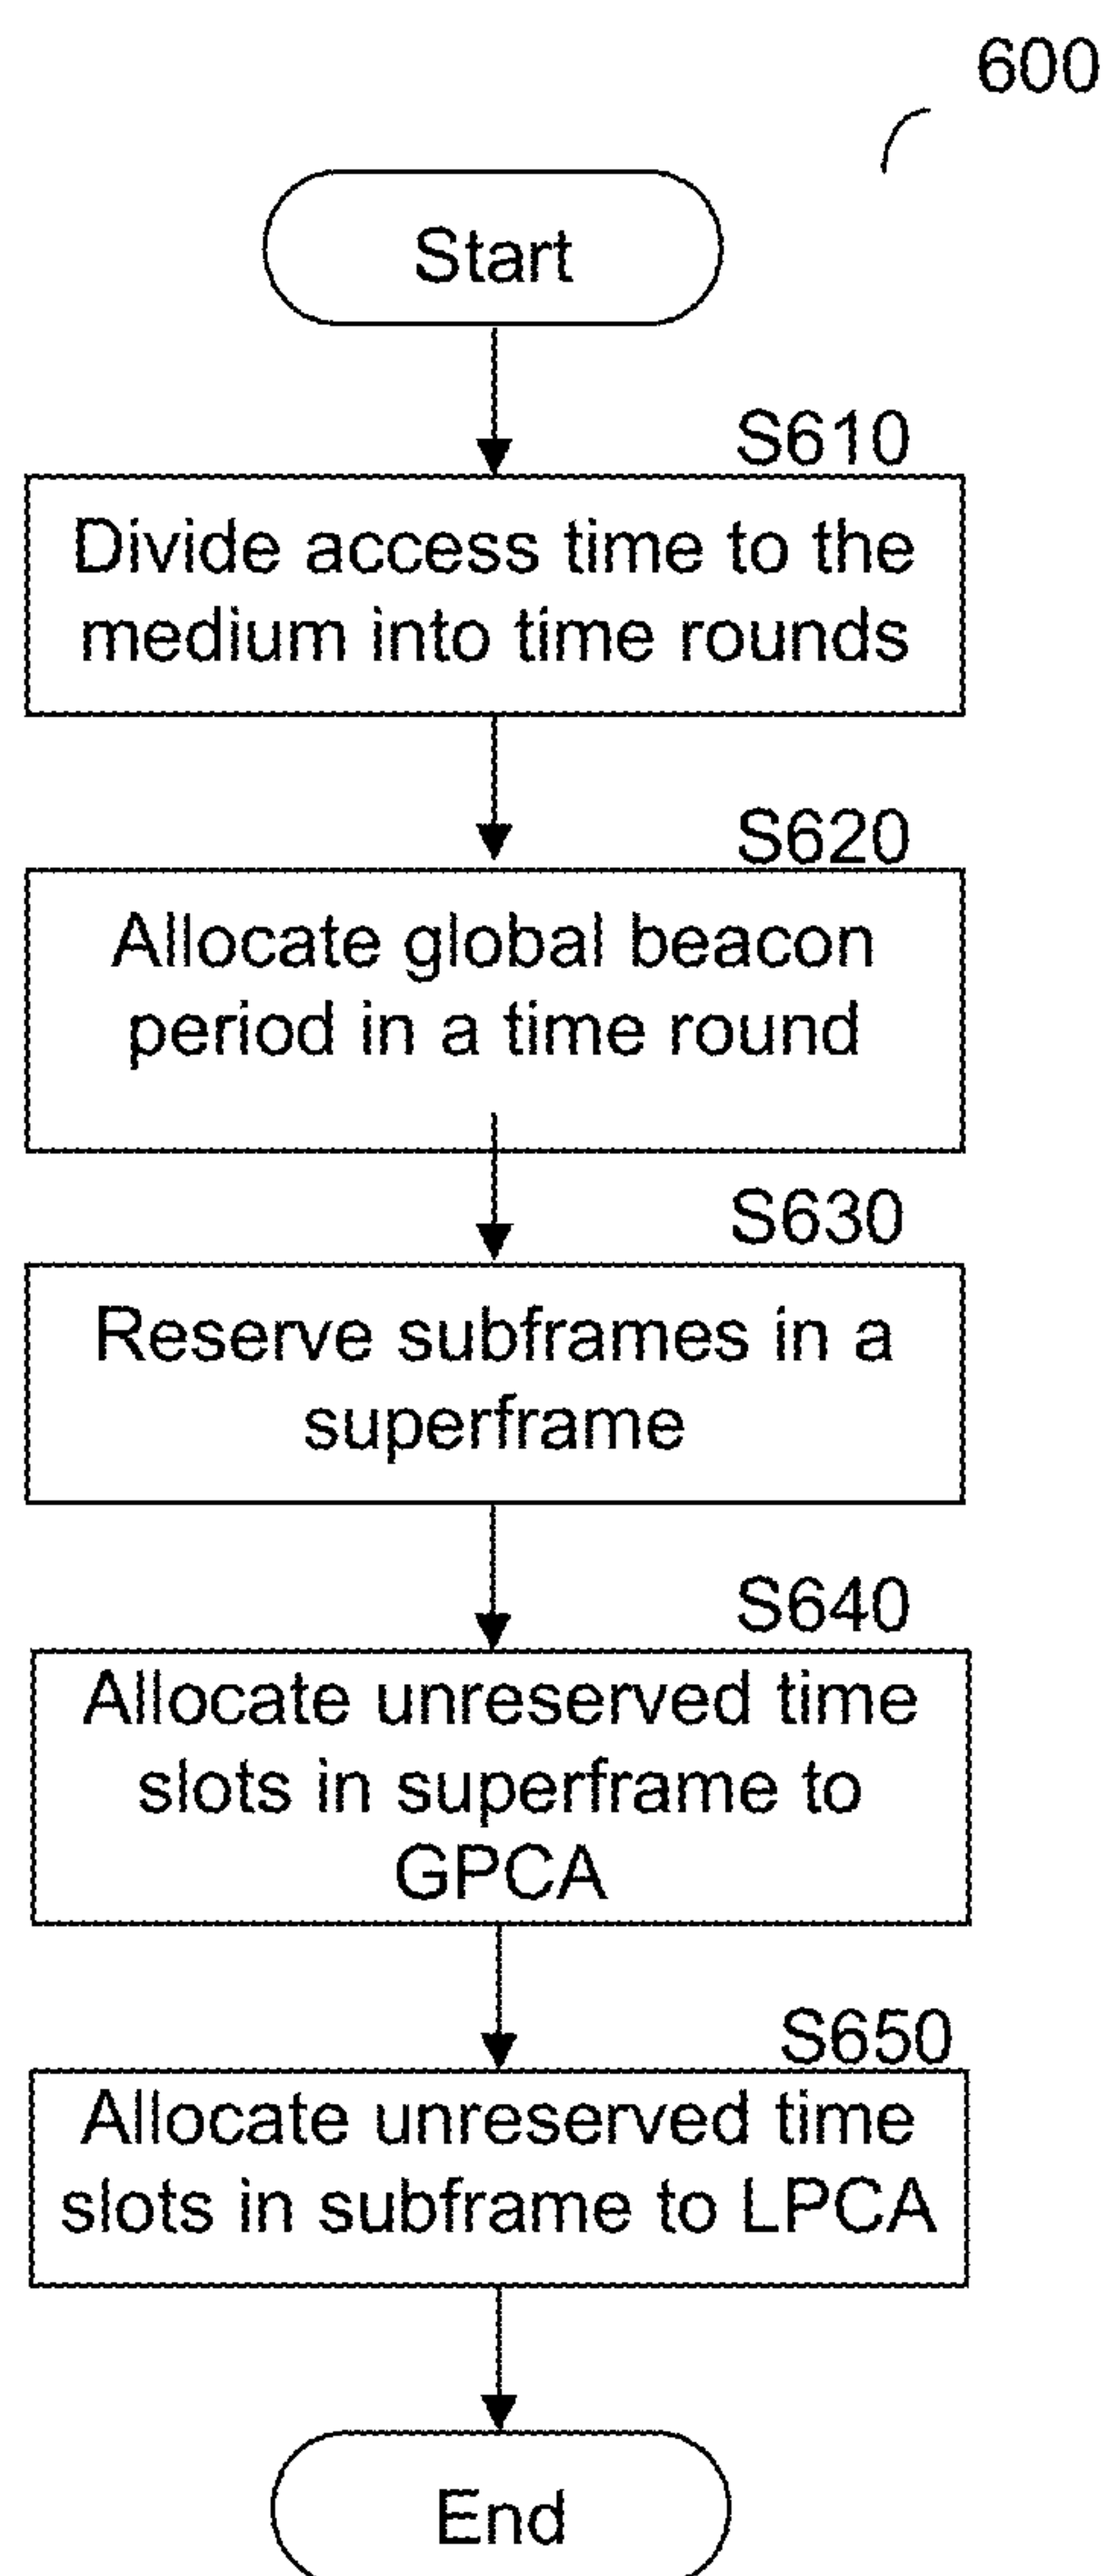 600
Start
S610
Divide access time to the
medium into time rounds
S620
Allocate global beacon
period in a time round
S630
Reserve subframes in a
superframe
S640
Allocate unreserved time
slots in superframe to
GPCA
S650
Allocate unreserved time
slots in subframe to LPCA
End